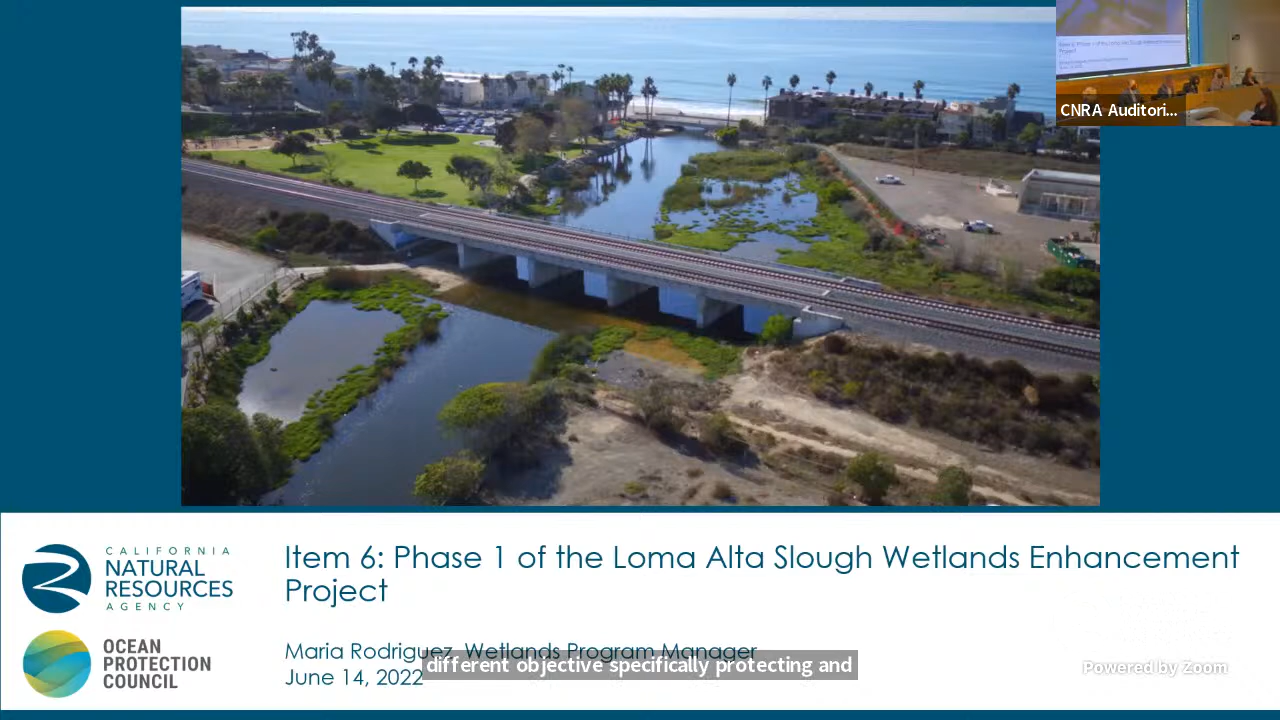 CNRA Auditori...
CALIFORNIA
NATURAL
RESOURCES
AGENCY
OCEAN
PROTECTION
COUNCIL
Item 6: Phase 1 of the Loma Alta Slough Wetlands Enhancement
Project
Maria Rodriguez, Wetlands Program Manager
June 14, 2022
different objective specifically protecting and
Powered by Zoom